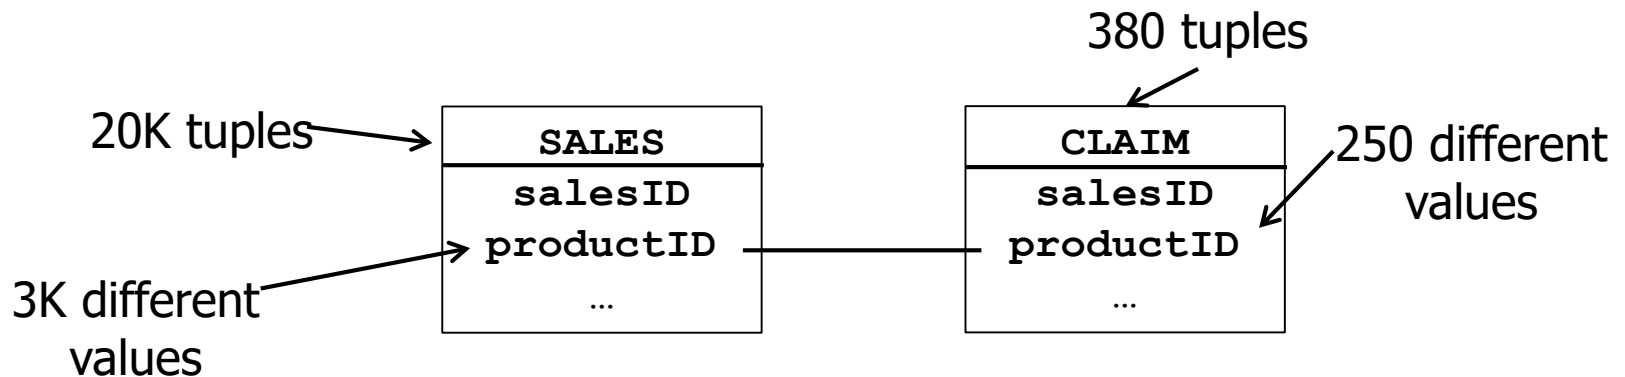 380 tuples
20K tuples
SALES
CLAIM
250 different
values
salesID
salesID
productID
productID
3K different
values
...
...